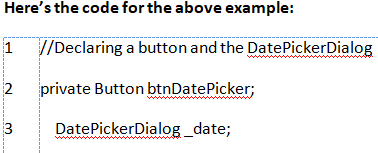 Here's the code for the above example:
1 //Declaring a button and the DatePickerDialog
2 private Button btnDatePicker;
3 DatePickerDialog _date;